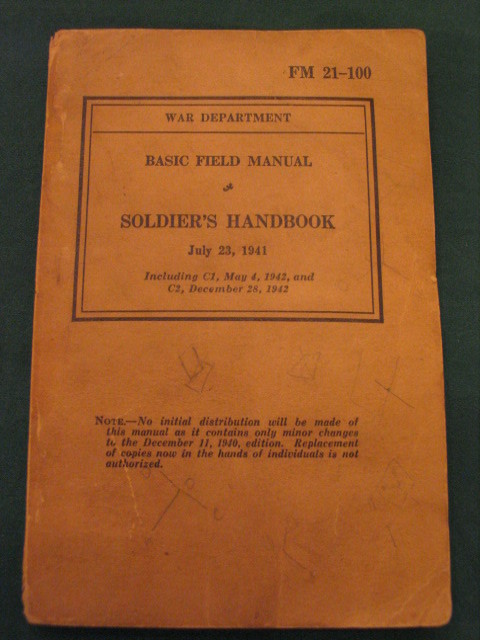 FM 21-100
WAR DEPARTMENT
BASIC FIELD MANUAL
SOLDIER'S HANDBOOK
July 23, 1941
Including C1, May 4, 1942, and
C2, December 28, 1942
NOTE.—No initial distribution will be made of
this manual as it contains only minor changes
to the December 11, 1940, edition. Replacement
of copies now in the hands of individuals is not
authorized.